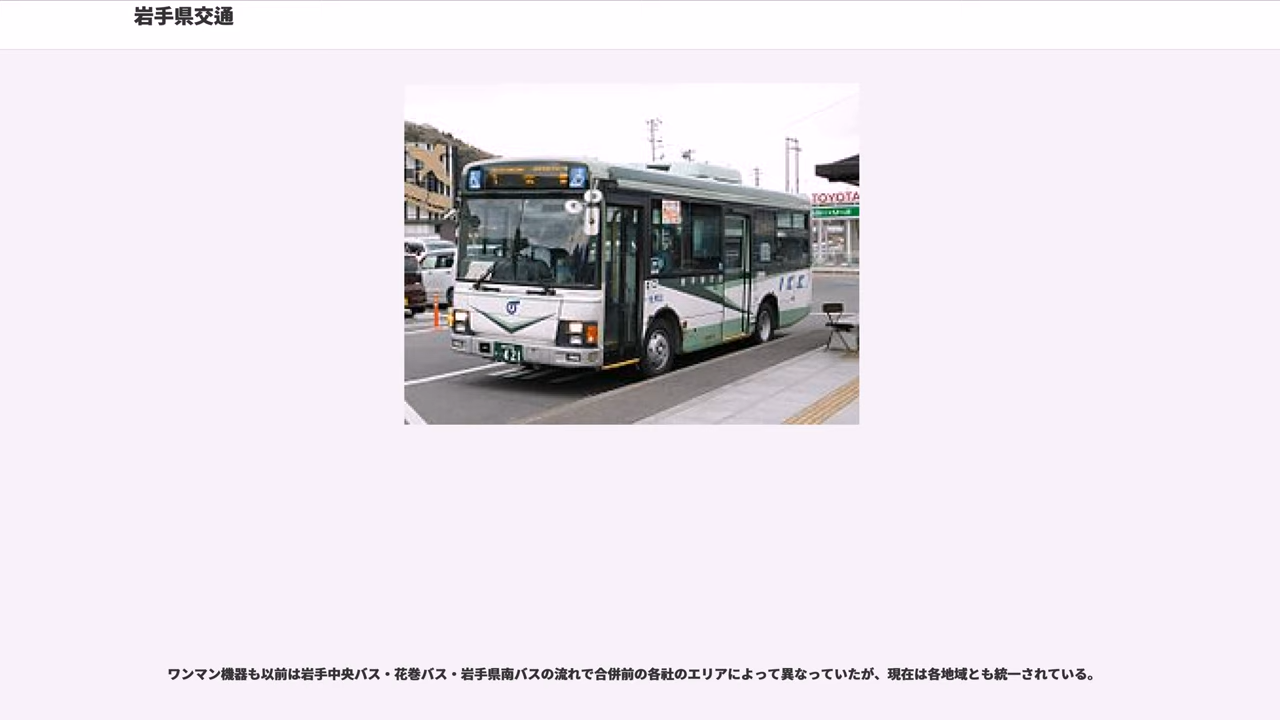 岩手県交通
TOYOTA
ワンマン機器も以前は岩手中央バス・花巻バス・岩手県南バスの流れで合併前の各社のエリアによって異なっていたが、現在は各地域とも統一されている。